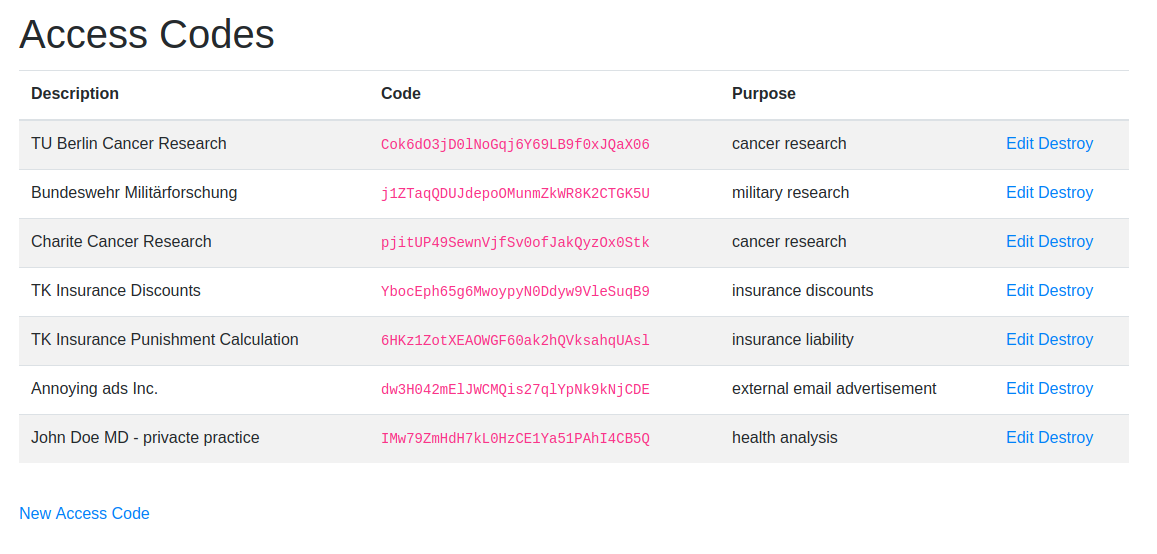 Access Codes
Description Code Purpose
TU Berlin Cancer Research Cok6dO3jD0lNoGqj6Y69LB9f0xJQaX06 cancer research Edit Destroy
Bundeswehr Militärforschung j1ZTaqQDUJdepoOMunmZkWR8K2CTGK5U military research Edit Destroy
Charite Cancer Research pjitUP49SewnVjfSv0ofJakQyzOx0Stk cancer research Edit Destroy
TK Insurance Discounts YbocEph65g6MwoypyN0Ddyw9VleSuqB9 insurance discounts Edit Destroy
TK Insurance Punishment Calculation 6HKz1ZotXEAOWGF60ak2hQVksahqUAsl insurance liability Edit Destroy
Annoying ads Inc. dw3H042mElJWCMQis27qlYpNk9kNjCDE external email advertisement Edit Destroy
John Doe MD - privacte practice IMw79ZmHdH7kL0HzCE1Ya51PAhI4CB5Q health analysis Edit Destroy
New Access Code